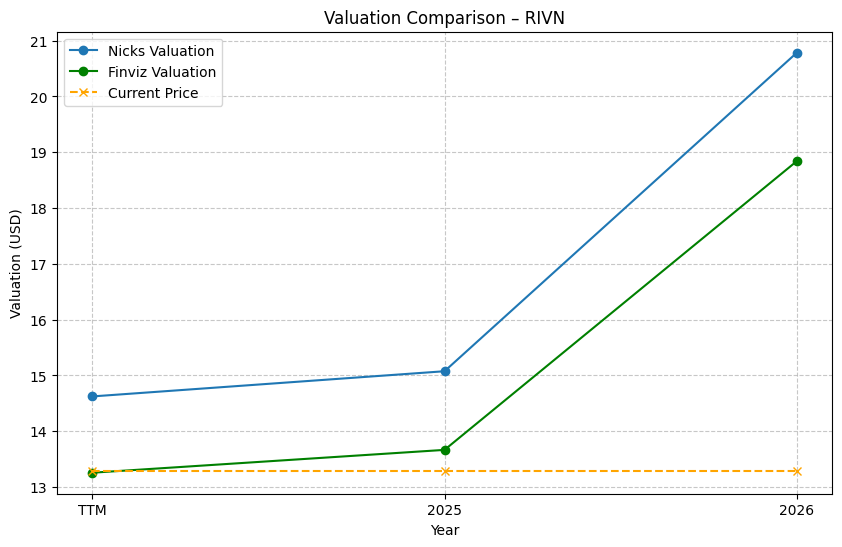 Valuation Comparison – RIVN
Nicks Valuation
Finviz Valuation
Current Price
Valuation (USD)
21
20
19
18
17
16
15
14
13
TTM
2025
2026
Year